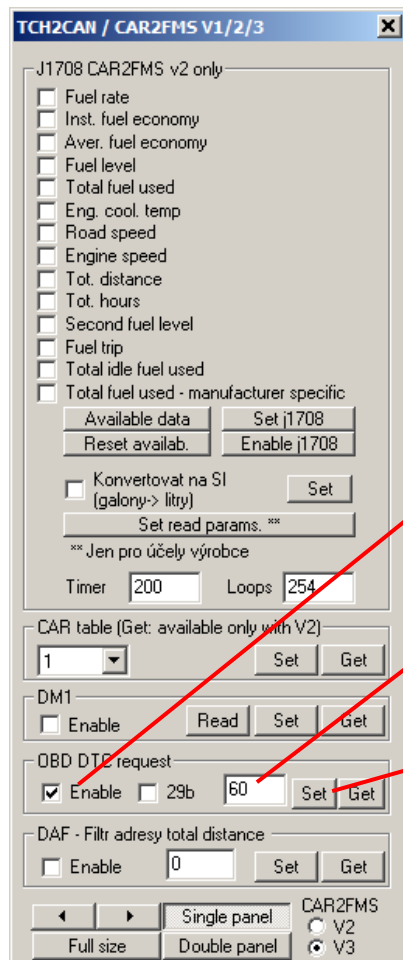 TCH2CAN / CAR2FMS V1/2/3
J1708 CAR2FMS v2 only
Fuel rate
Inst. fuel economy
Aver. fuel economy
Fuel level
Total fuel used
Eng. cool. temp
Road speed
Engine speed
Tot. distance
Tot. hours
Second fuel level
Fuel trip
Total idle fuel used
Total fuel used - manufacturer specific
Available data Set j1708
Reset availab. Enable j1708
Konvertovat na SI
(galony-> litry) Set
Set read params. **
** Jen pro účely výrobce
Timer 200 Loops 254
CAR table (Get: available only with V2)
1 Set Get
DM1
Enable Read Set Get
OBD DTC request
Enable 29b 60 Set Get
DAF - Filtr adresy total distance
Enable 0 Set Get
Single panel CAR2FMS
V2
Full size Double panel V3